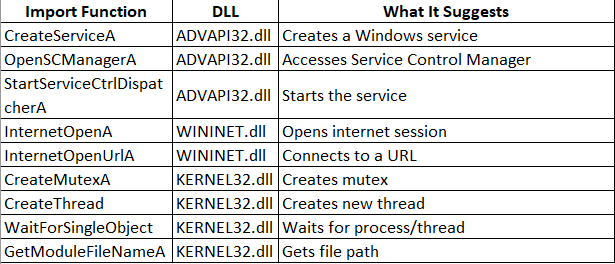 Import Function DLL What It Suggests
CreateServiceA ADVAPI32.dll Creates a Windows service
OpenSCManagerA ADVAPI32.dll Accesses Service Control Manager
StartServiceCtrlDispat
cherA ADVAPI32.dll Starts the service
InternetOpenA WININET.dll Opens internet session
InternetOpenUrlA WININET.dll Connects to a URL
CreateMutexA KERNEL32.dll Creates mutex
CreateThread KERNEL32.dll Creates new thread
WaitForSingleObject KERNEL32.dll Waits for process/thread
GetModuleFileNameA KERNEL32.dll Gets file path